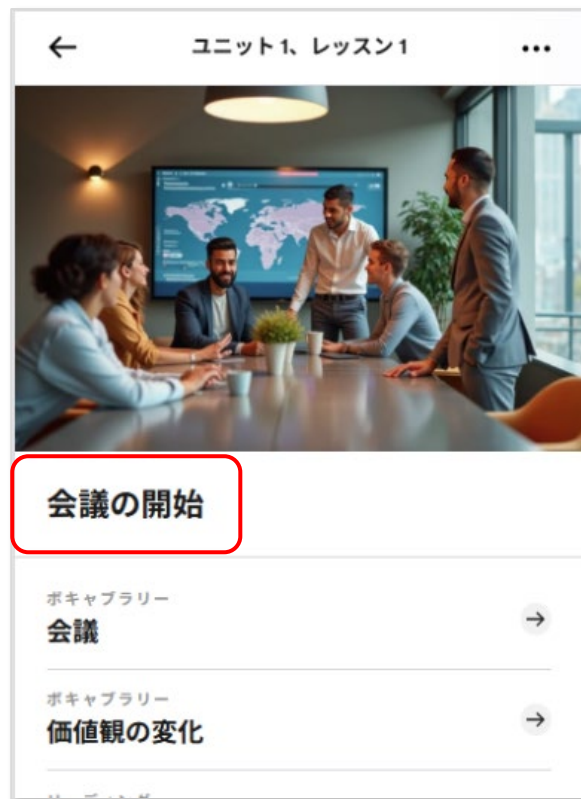 ユニット 1、レッスン 1
会議の開始
ボキャブラリー
会議
ボキャブラリー
価値観の変化